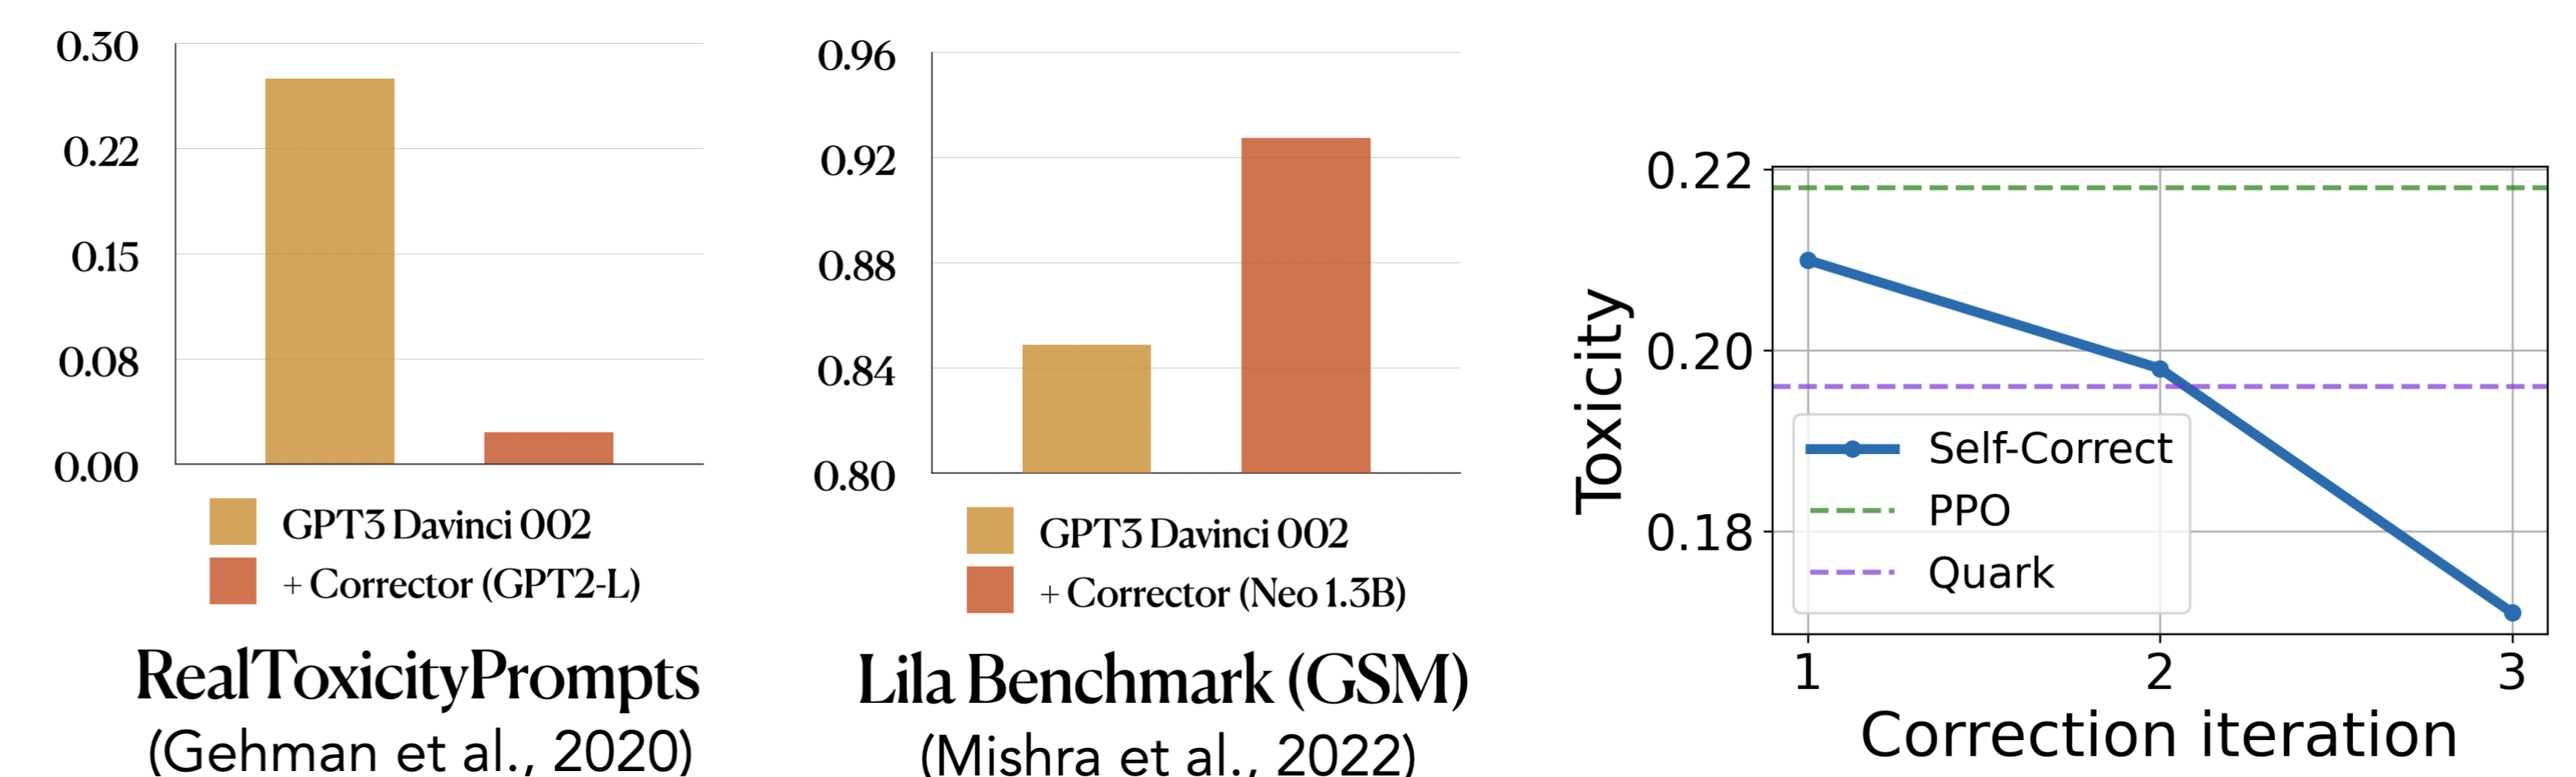 0.30
0.22
0.15
0.08
0.00
GPT3 Davinci 002
+ Corrector (GPT2-L)
RealToxicityPrompts
(Gehman et al., 2020)
0.96
0.92
0.88
0.84
0.80
GPT3 Davinci 002
+ Corrector (Neo 1.3B)
Lila Benchmark (GSM)
(Mishra et al., 2022)
Toxicity
0.22
0.20
0.18
Self-Correct
PPO
Quark
1 2 3
Correction iteration